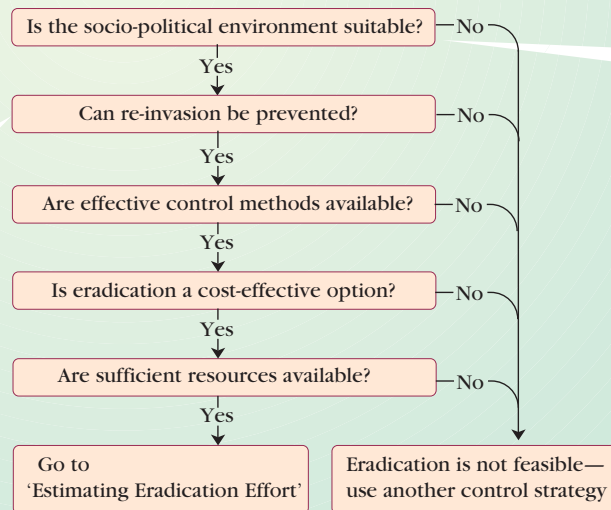 Is the socio-political environment suitable?
No
Yes
Can re-invasion be prevented?
No
Yes
Are effective control methods available?
No
Yes
Is eradication a cost-effective option?
No
Yes
Are sufficient resources available?
No
Yes
Go to
‘Estimating Eradication Effort’
Eradication is not feasible—
use another control strategy